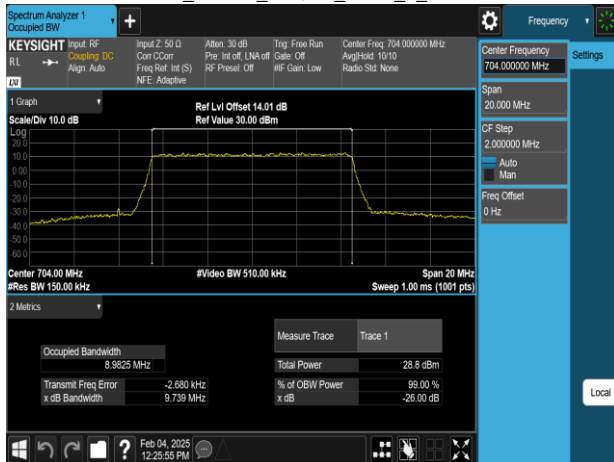 Spectrum Analyzer 1
Occupied BW
Frequency
KEYSIGHT
Input: RF
Coupling: DC
Align: Auto
Input Z: 50 Ω
Corr CCorr
Freq Ref: Int (S)
NFE: Adaptive
Atten: 30 dB
Pre: Int off, LNA off
RF Presel: Off
Trig: Free Run
Gate: Off
#IF Gain: Low
Center Freq: 704.000000 MHz
Avg|Hold: 10/10
Radio Std: None
RL
LXI
1 Graph
Scale/Div 10.0 dB
Ref Lvl Offset 14.01 dB
Ref Value 30.00 dBm
Log
20.0
10.0
0.00
-10.0
-20.0
-30.0
-40.0
-50.0
-60.0
Center 704.00 MHz
#Video BW 510.00 kHz
Span 20 MHz
#Res BW 150.00 kHz
Sweep 1.00 ms (1001 pts)
2 Metrics
Measure Trace
Trace 1
Occupied Bandwidth
8.9825 MHz
Total Power
28.8 dBm
Transmit Freq Error
-2.680 kHz
% of OBW Power
99.00 %
x dB Bandwidth
9.739 MHz
x dB
-26.00 dB
Center Frequency
704.000000 MHz
Settings
Span
20.000 MHz
CF Step
2.000000 MHz
Auto
Man
Freq Offset
0 Hz
Local
?
Feb 04, 2025
12:25:55 PM